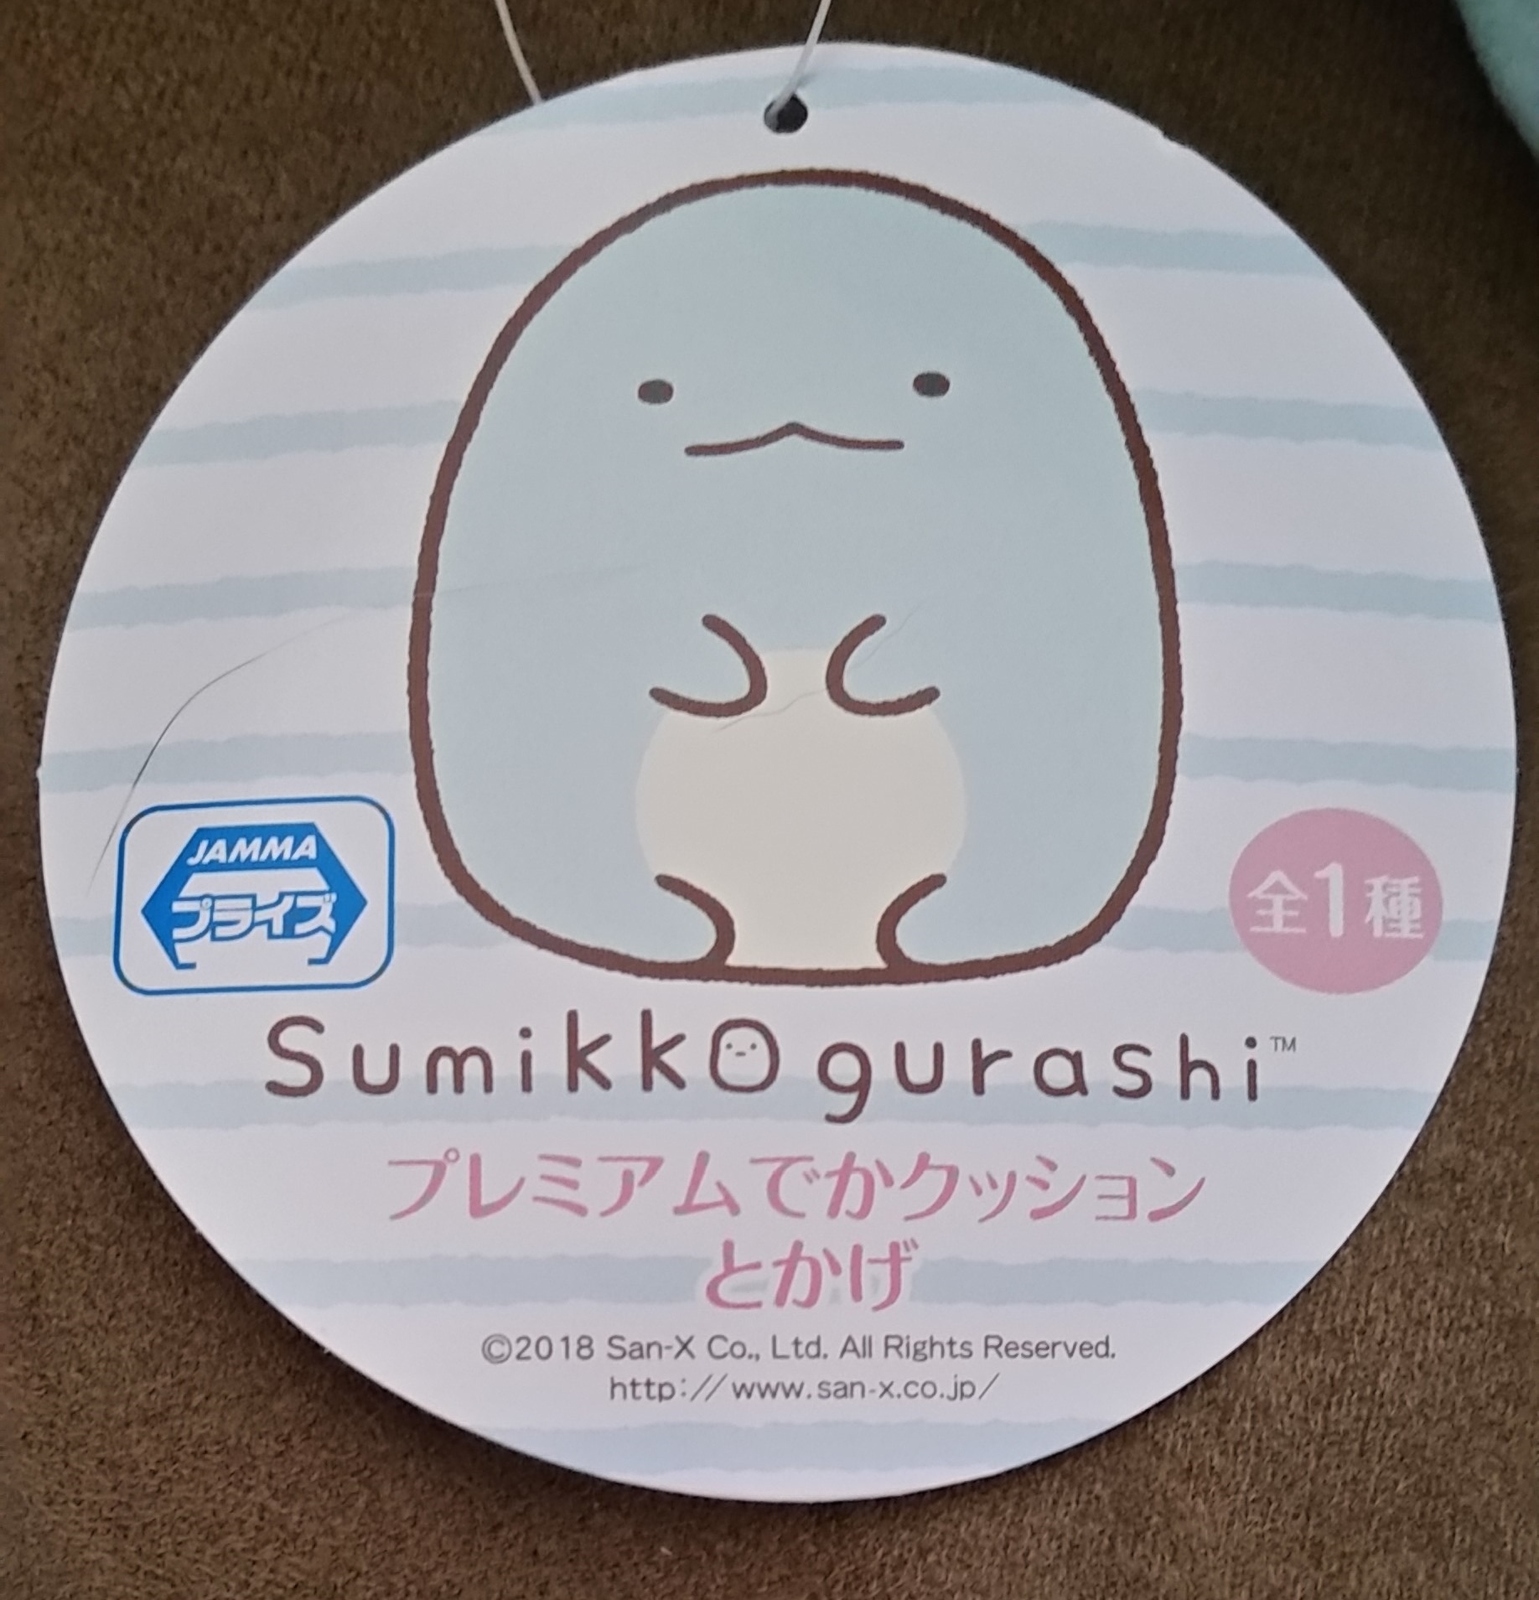 JAMMA
プライズ
全1種
Sumikkogurashi™
プレミアムでかクッション
とかげ
©2018 San-X Co., Ltd. All Rights Reserved.
http://www.san-x.co.jp/